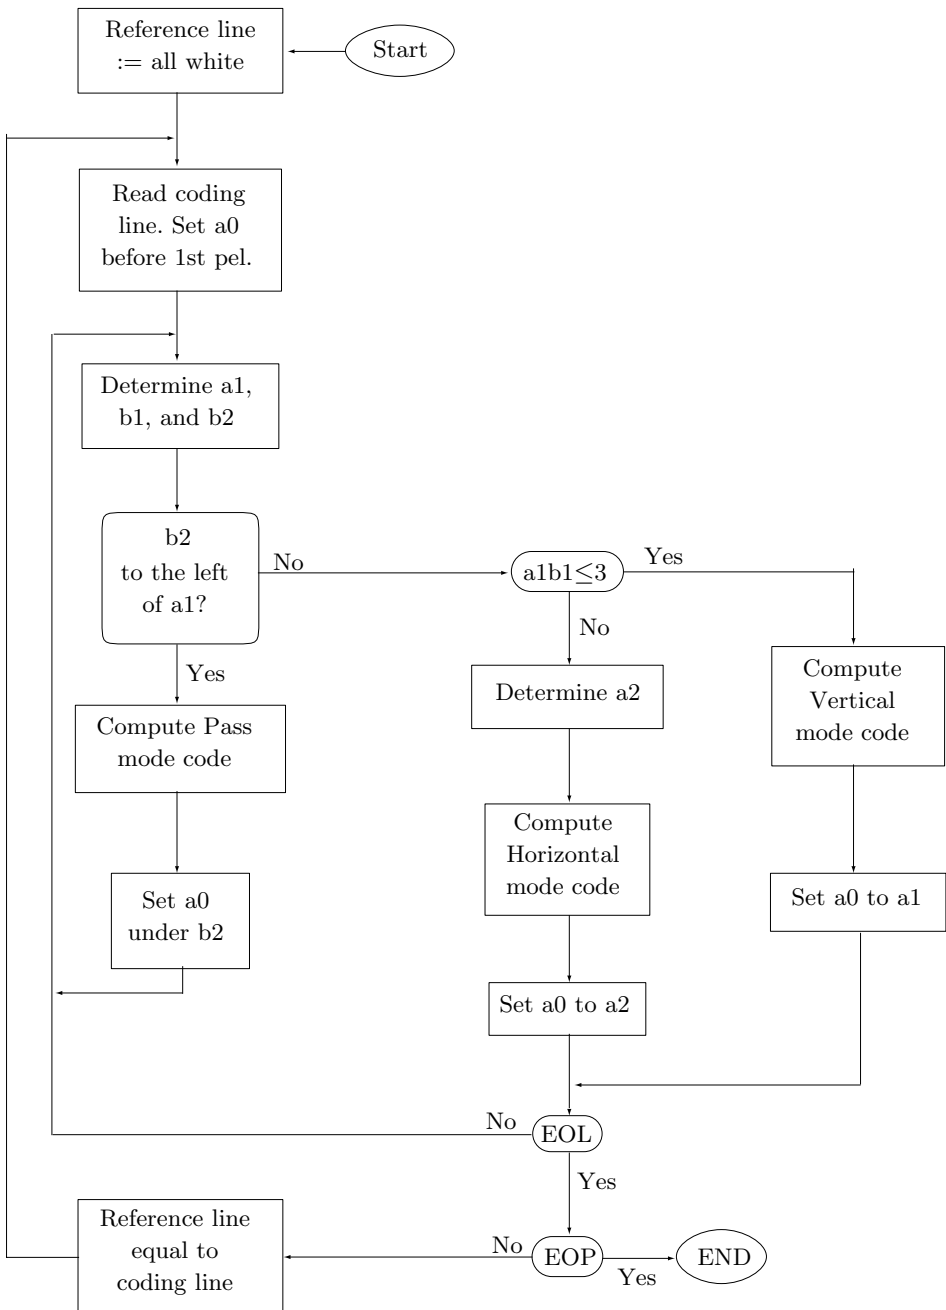 Reference line
:= all white
Start
Read coding
line. Set a0
before 1st pel.
Determine a1,
b1, and b2
b2
to the left
of a1?
No
a1b1≤3
Yes
No
Yes
Determine a2
Compute
Vertical
mode code
Compute Pass
mode code
Compute
Horizontal
mode code
Set a0
under b2
Set a0 to a1
Set a0 to a2
No
EOL
Yes
Reference line
equal to
coding line
No
EOP
Yes
END